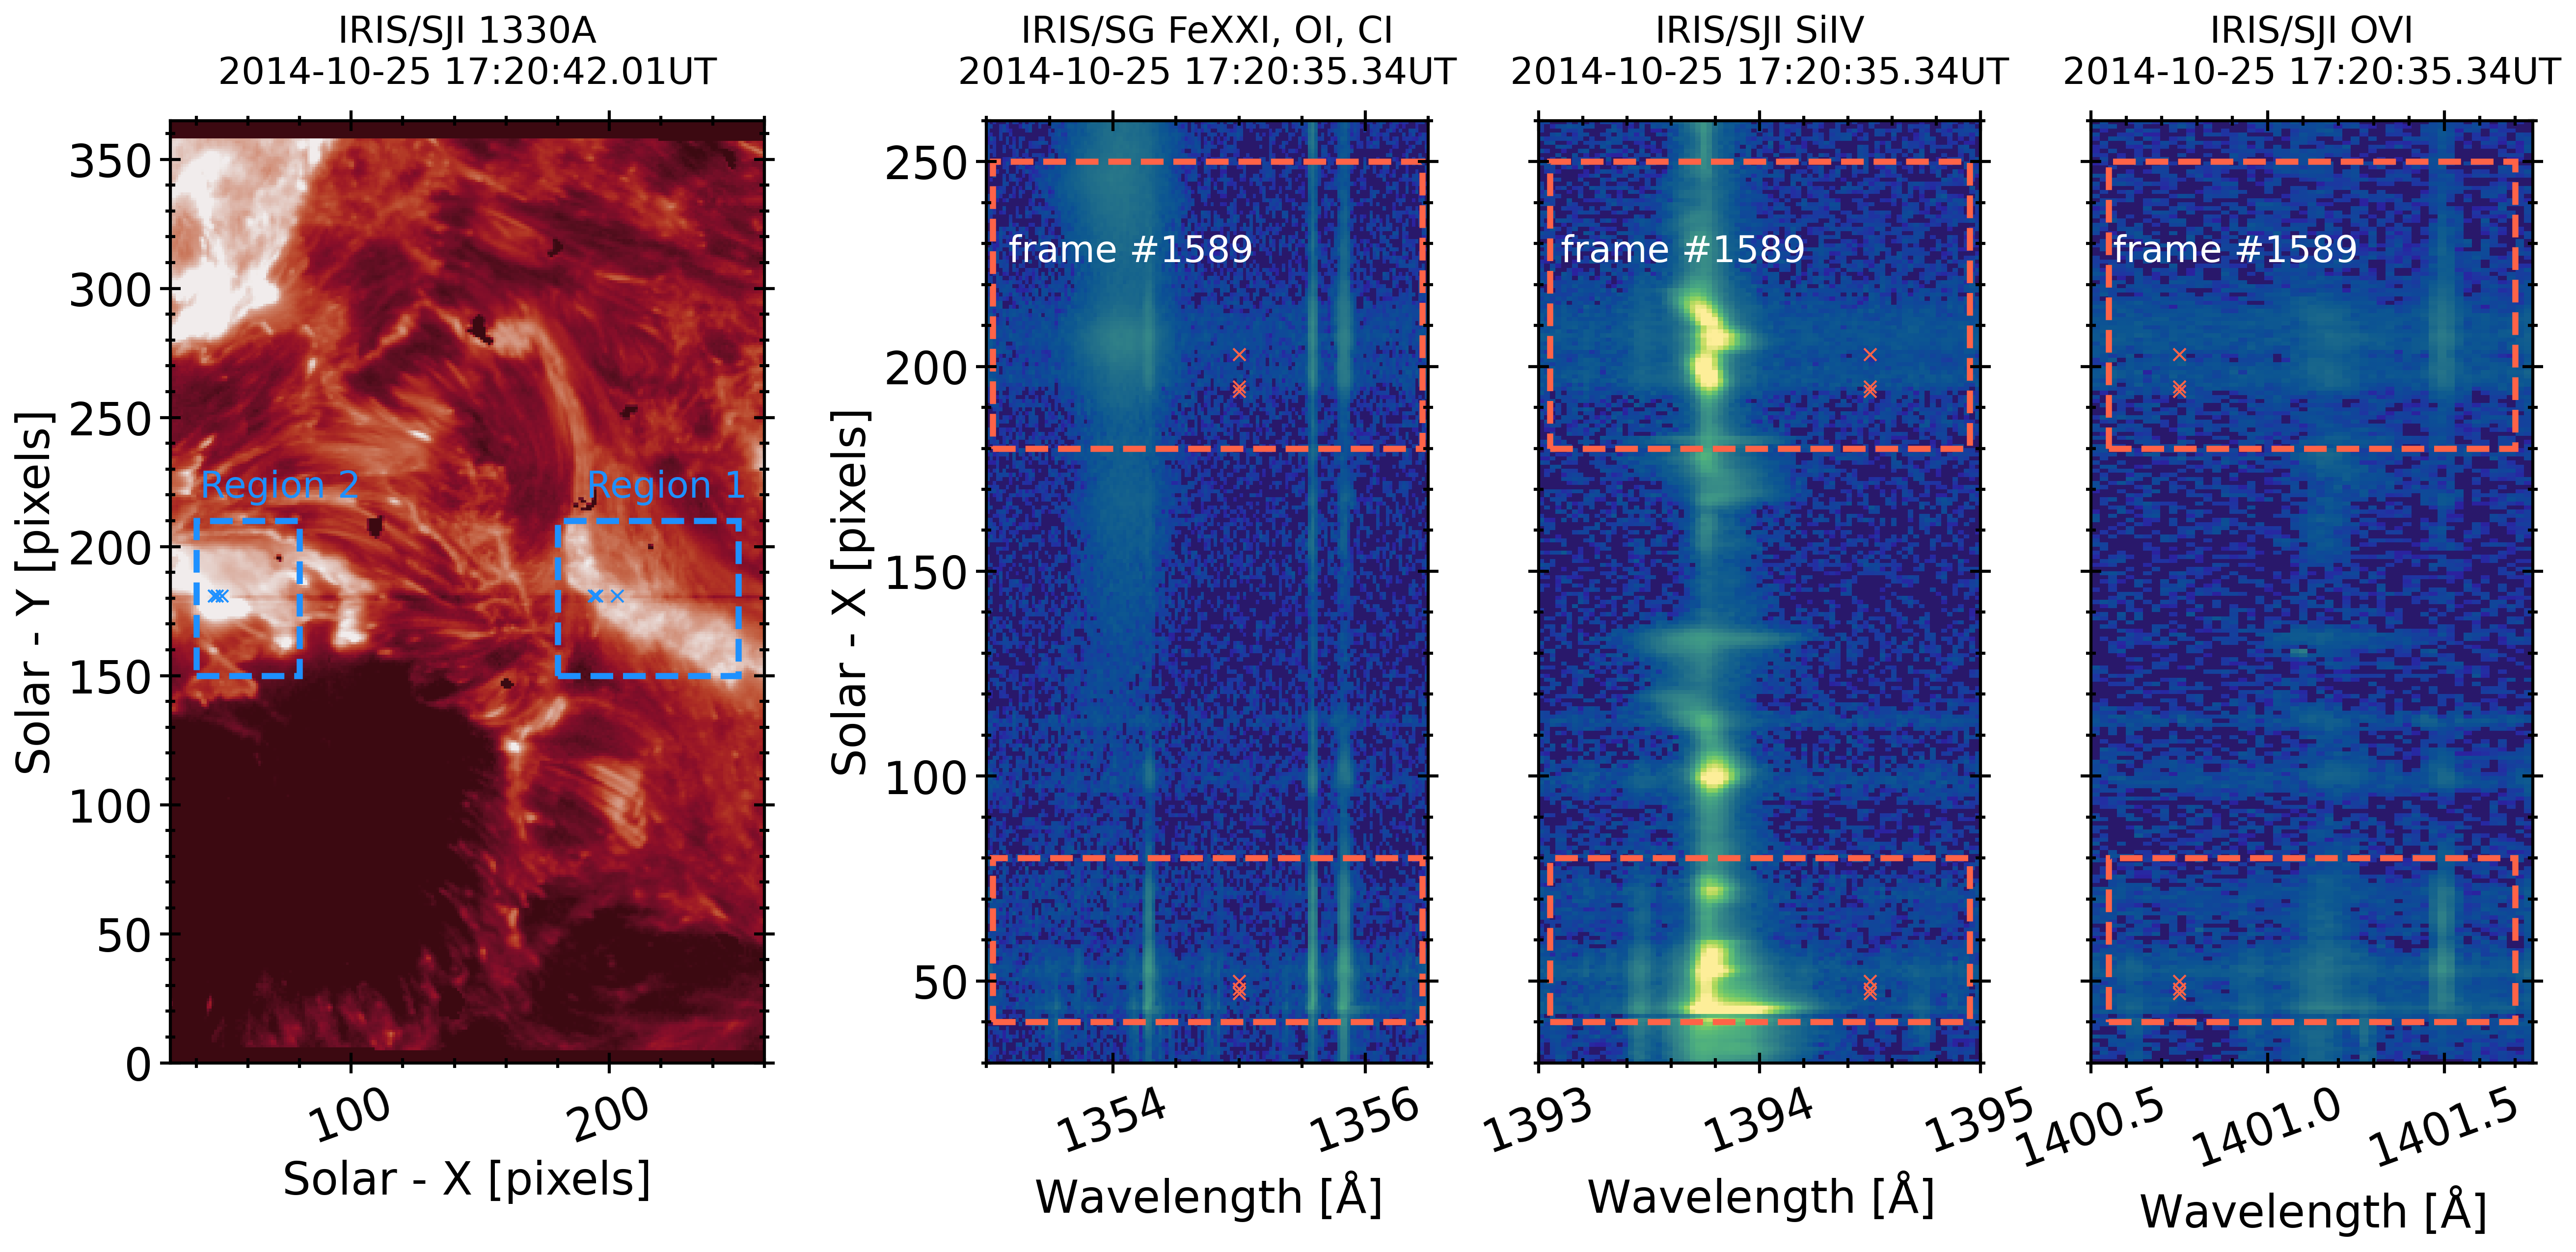 IRIS/SJI 1330A
2014-10-25 17:20:42.01UT
350
300
250
200
150
100
50
0
Solar - Y [pixels]
Region 2
Region 1
100
200
Solar - X [pixels]
IRIS/SG FeXXI, OI, CI
2014-10-25 17:20:35.34UT
250
200
150
100
50
Solar - X [pixels]
frame #1589
1354
1356
Wavelength [Å]
IRIS/SJI SiIV
2014-10-25 17:20:35.34UT
frame #1589
1393
1394
1395
Wavelength [Å]
IRIS/SJI OVI
2014-10-25 17:20:35.34UT
frame #1589
1400.5
1401.0
1401.5
Wavelength [Å]